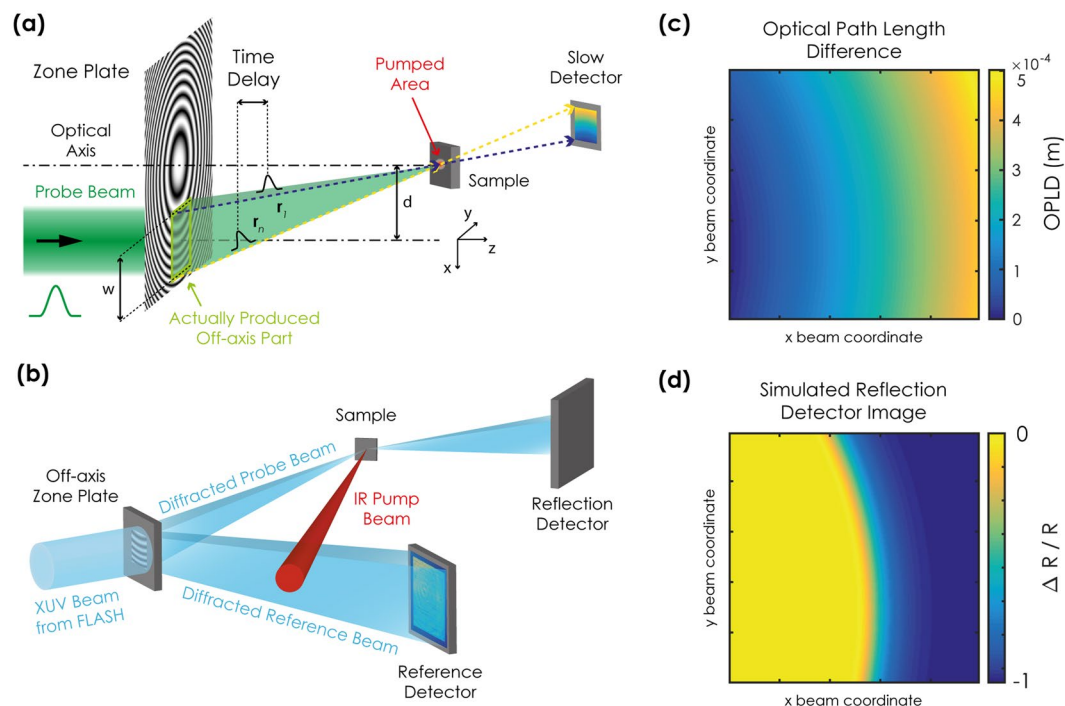 (a)
Zone Plate
Time
Delay
Pumped
Area
Slow
Detector
Optical
Axis
Probe Beam
Sample
r1
rn
d
w
y
z
x
Actually Produced
Off-axis Part
(b)
Sample
Off-axis
Zone Plate
Diffracted Probe Beam
IR Pump
Beam
Reflection
Detector
XUV Beam
from FLASH
Diffracted Reference Beam
Reference
Detector
(c)
Optical Path Length
Difference
×10⁻⁴
5
4
3
2
1
0
OPLD (m)
y beam coordinate
x beam coordinate
(d)
Simulated Reflection
Detector Image
0
-1
Δ R / R
y beam coordinate
x beam coordinate